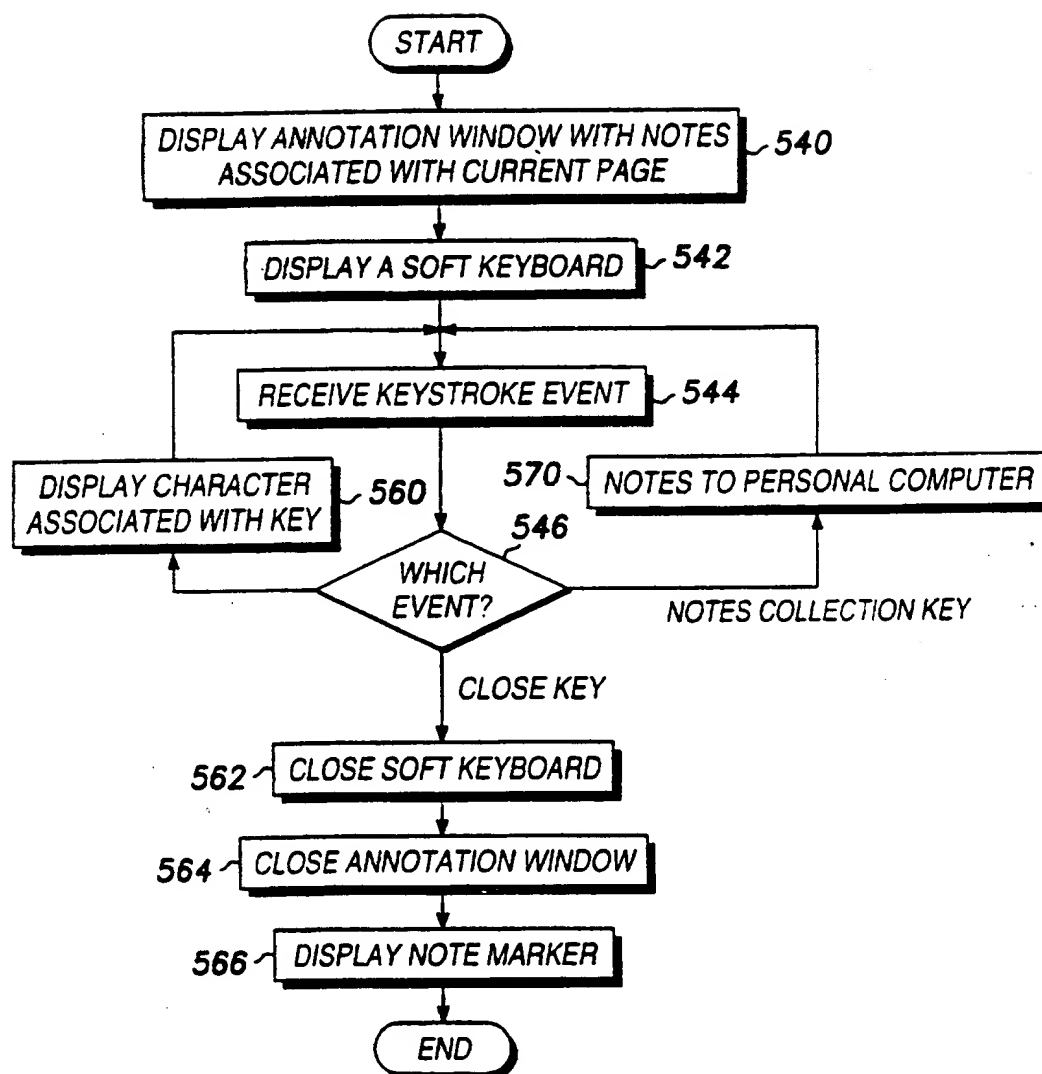 START
DISPLAY ANNOTATION WINDOW WITH NOTES
ASSOCIATED WITH CURRENT PAGE
540
DISPLAY A SOFT KEYBOARD
542
RECEIVE KEYSTROKE EVENT
544
DISPLAY CHARACTER
ASSOCIATED WITH KEY
560
570
NOTES TO PERSONAL COMPUTER
546
WHICH
EVENT?
NOTES COLLECTION KEY
CLOSE KEY
562
CLOSE SOFT KEYBOARD
564
CLOSE ANNOTATION WINDOW
566
DISPLAY NOTE MARKER
END